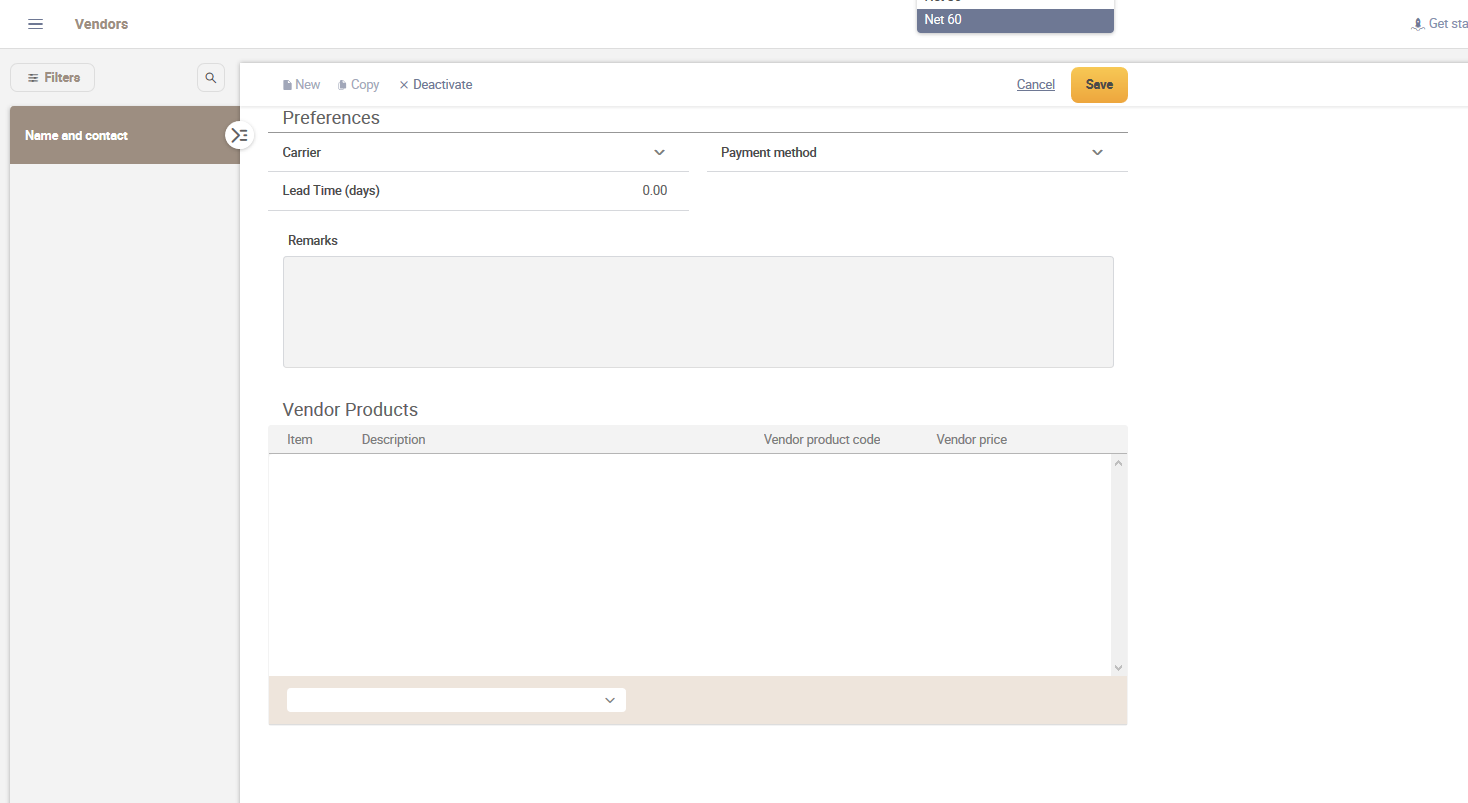 Vendors
Net 60
Get sta
Filters
New
Copy
Deactivate
Cancel
Save
Name and contact
Preferences
Carrier
Payment method
Lead Time (days)
0.00
Remarks
Vendor Products
Item
Description
Vendor product code
Vendor price